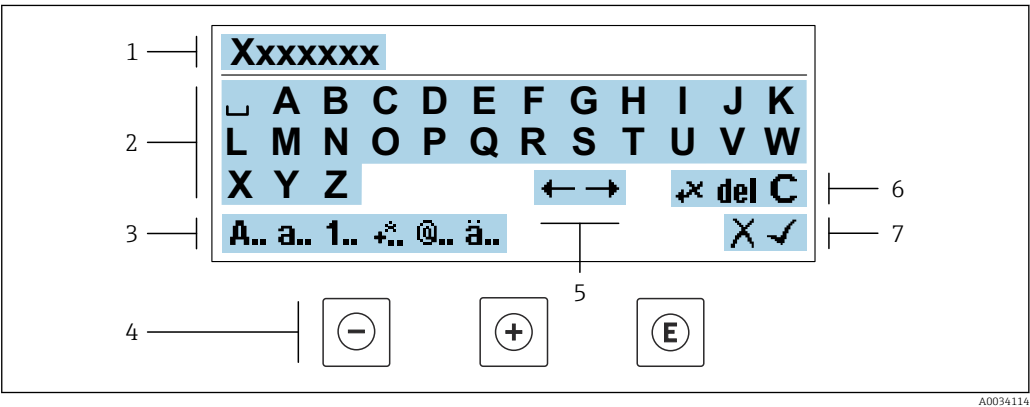 1 Xxxxxxx
2 ␣ A B C D E F G H I J K
L M N O P Q R S T U V W
X Y Z ← → +× del C 6
3 A.. a.. 1.. +*.. @.. ä.. X ✓ 7
5
4 − + E
A0034114